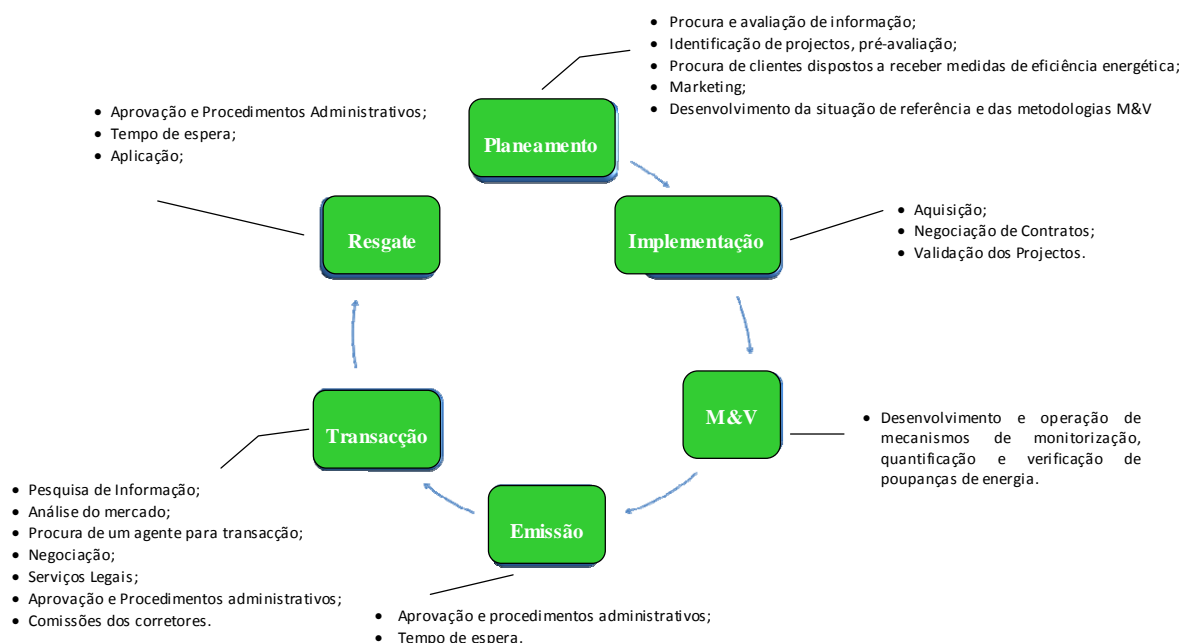 • Procura e avaliação de informação;
• Identificação de projectos, pré-avaliação;
• Procura de clientes dispostos a receber medidas de eficiência energética;
• Marketing;
• Desenvolvimento da situação de referência e das metodologias M&V
Planeamento
• Aprovação e Procedimentos Administrativos;
• Tempo de espera;
• Aplicação;
Resgate
Implementação
• Aquisição;
• Negociação de Contratos;
• Validação dos Projectos.
M&V
• Desenvolvimento e operação de
mecanismos de monitorização,
quantificação e verificação de
poupanças de energia.
Transacção
• Pesquisa de Informação;
• Análise do mercado;
• Procura de um agente para transacção;
• Negociação;
• Serviços Legais;
• Aprovação e Procedimentos administrativos;
• Comissões dos corretores.
Emissão
• Aprovação e procedimentos administrativos;
• Tempo de espera.